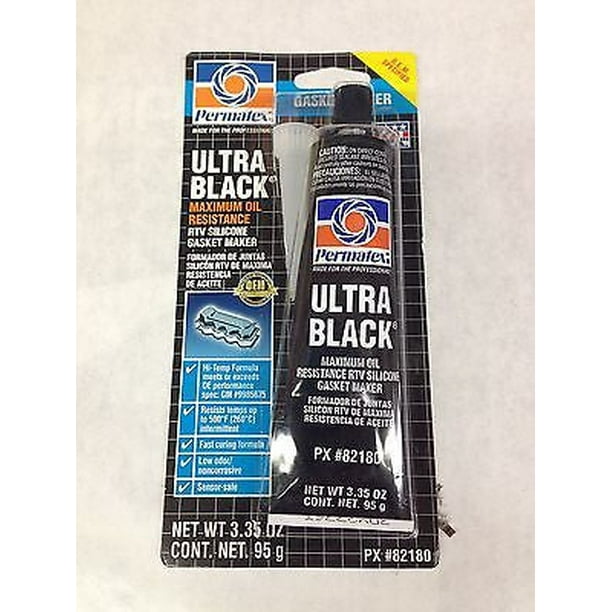 O.E.M.
SPECIFIED
Permatex®
MADE FOR THE PROFESSIONAL®
ULTRA
BLACK®
MAXIMUM OIL
RESISTANCE
RTV SILICONE
GASKET MAKER
FORMADOR DE JUNTAS
SILICÓN RTV DE MAXIMA
RESISTENCIA
DE ACEITE
OEM
✓ Hi-Temp Formula
meets or exceeds
OE performance
spec: GM #9985675
✓ Resists temps up
to 500°F (260°C)
intermittent
✓ Fast curing formula
✓ Low odor/
noncorrosive
✓ Sensor-safe
NET WT 3.35 OZ
CONT. NET. 95 g
CAUTION:
PRECAUCIONES:
Permatex®
MADE FOR THE PROFESSIONAL
ULTRA
BLACK®
MAXIMUM OIL
RESISTANCE RTV SILICONE
GASKET MAKER
FORMADOR DE JUNTAS
SILICÓN RTV DE MAXIMA
RESISTENCIA DE ACEITE
PX #82180
NET WT 3.35 OZ
CONT. NET. 95 g
PX #82180